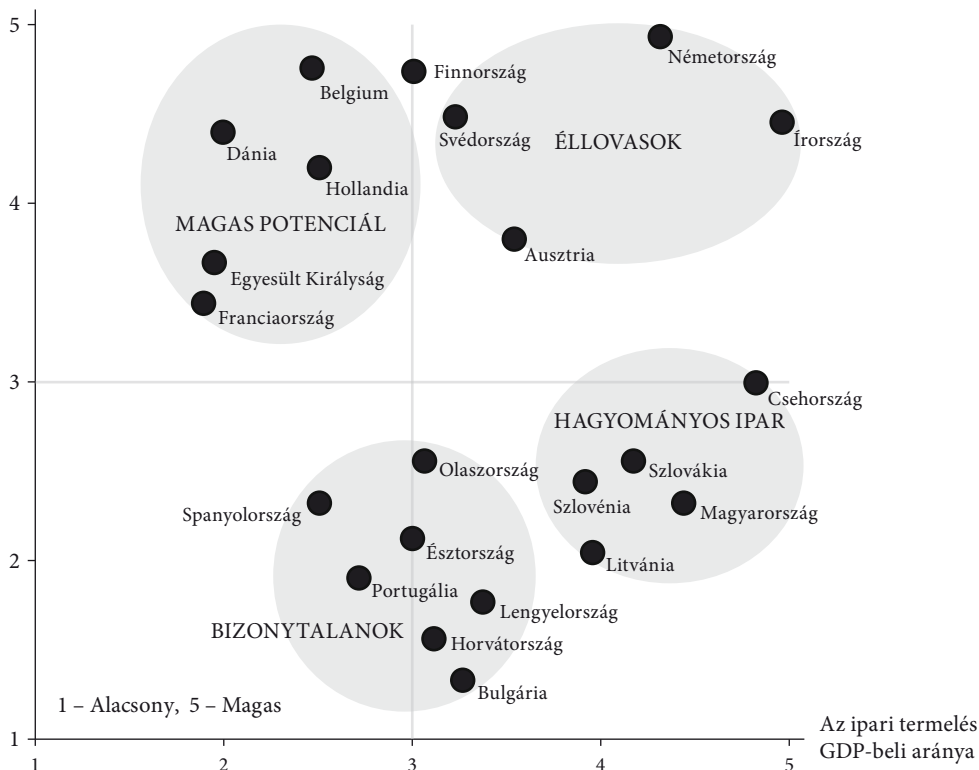 5
Németország
Finnország
Belgium
Svédország
ÉLLOVASOK
Írország
Dánia
Hollandia
4
MAGAS POTENCIÁL
Ausztria
Egyesült Királyság
Franciaország
3
Csehország
HAGYOMÁNYOS IPAR
Olaszország
Szlovákia
Szlovénia
Spanyolország
Magyarország
Észtország
2
Litvánia
Portugália
Lengyelország
BIZONYTALANOK
Horvátország
Bulgária
1 – Alacsony, 5 – Magas
1
Az ipari termelés
GDP-beli aránya
1 2 3 4 5